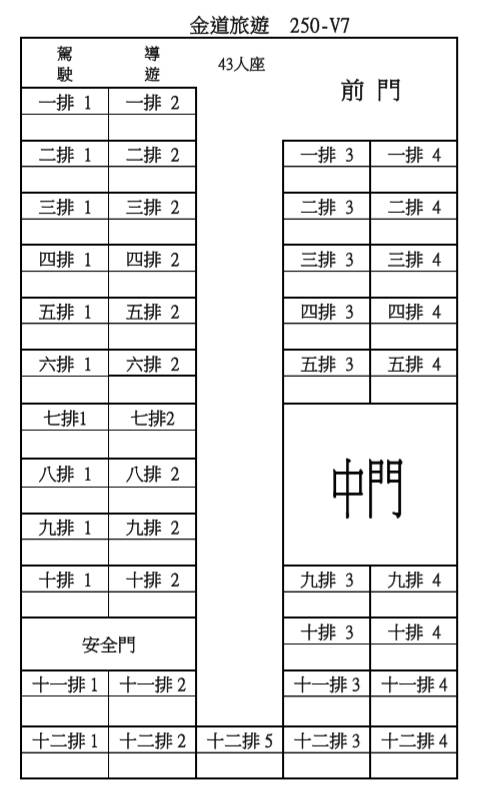 金道旅遊 250-V7
駕駛 導遊 43人座
前 門
一排 1 一排 2
二排 1 二排 2 一排 3 一排 4
三排 1 三排 2 二排 3 二排 4
四排 1 四排 2 三排 3 三排 4
五排 1 五排 2 四排 3 四排 4
六排 1 六排 2 五排 3 五排 4
七排1 七排2
八排 1 八排 2
中門
九排 1 九排 2
十排 1 十排 2 九排 3 九排 4
安全門 十排 3 十排 4
十一排 1 十一排 2 十一排 3 十一排 4
十二排 1 十二排 2 十二排 5 十二排 3 十二排 4